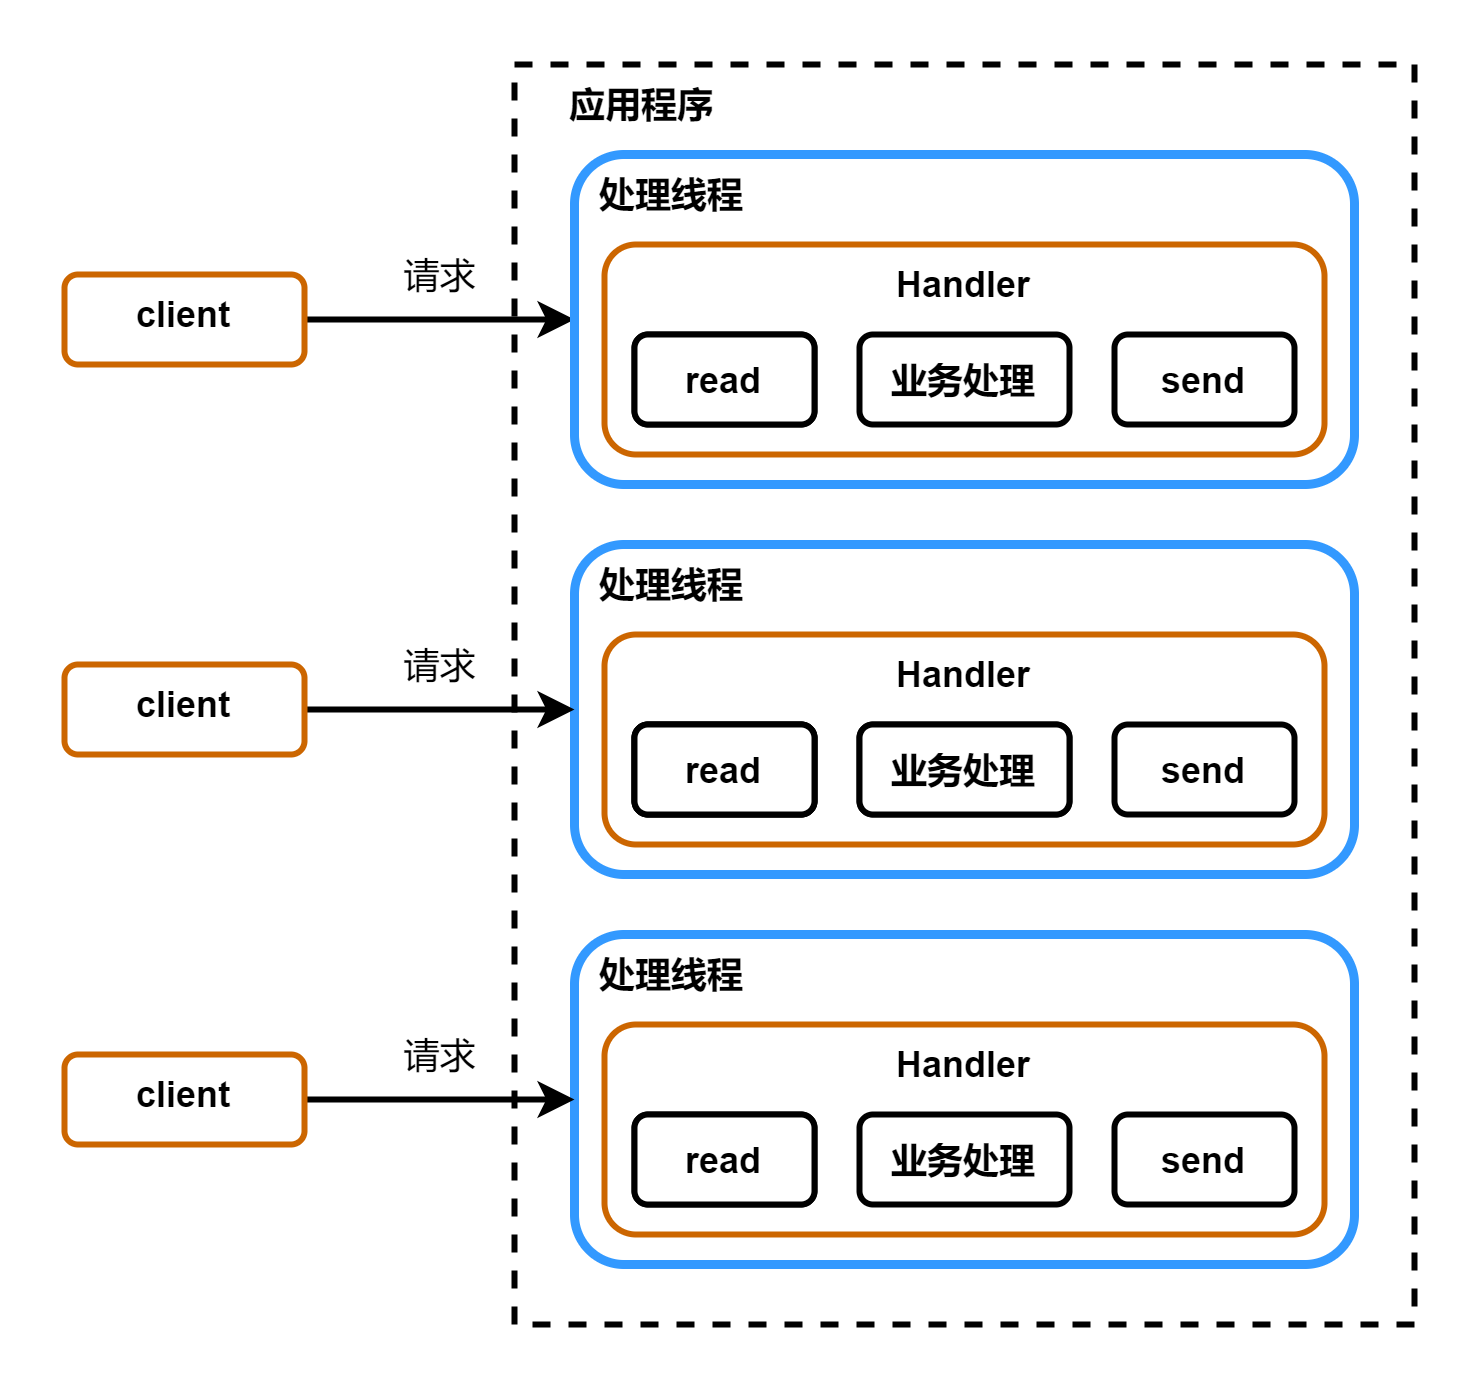 应用程序
处理线程
请求
client
Handler
read
业务处理
send
处理线程
请求
client
Handler
read
业务处理
send
处理线程
请求
client
Handler
read
业务处理
send